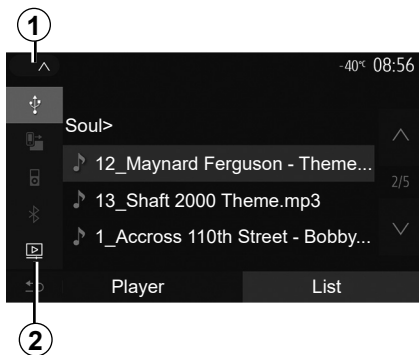 1
-40°C 08:56
Soul>
12_Maynard Ferguson - Theme...
2/5
13_Shaft 2000 Theme.mp3
1_Accross 110th Street - Bobby...
Player List
2